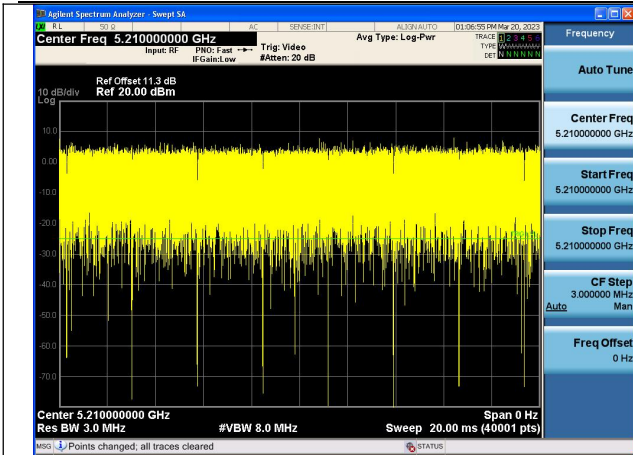 Agilent Spectrum Analyzer - Swept SA
RL 50 Ω AC SENSE:INT ALIGN AUTO 01:06:55 PM Mar 20, 2023
Center Freq 5.210000000 GHz
Input: RF PNO: Fast Trig: Video Avg Type: Log-Pwr TRACE 1 2 3 4 5 6
IFGain:Low #Atten: 20 dB TYPE
DET N N N N N N
Ref Offset 11.3 dB
10 dB/div Ref 20.00 dBm
Log
10.0
0.00
-10.0
-20.0
-30.0
-40.0
-50.0
-60.0
-70.0
Center 5.210000000 GHz Span 0 Hz
Res BW 3.0 MHz #VBW 8.0 MHz Sweep 20.00 ms (40001 pts)
MSG Points changed; all traces cleared STATUS
Frequency
Auto Tune
Center Freq
5.210000000 GHz
Start Freq
5.210000000 GHz
Stop Freq
5.210000000 GHz
CF Step
3.000000 MHz
Auto Man
Freq Offset
0 Hz